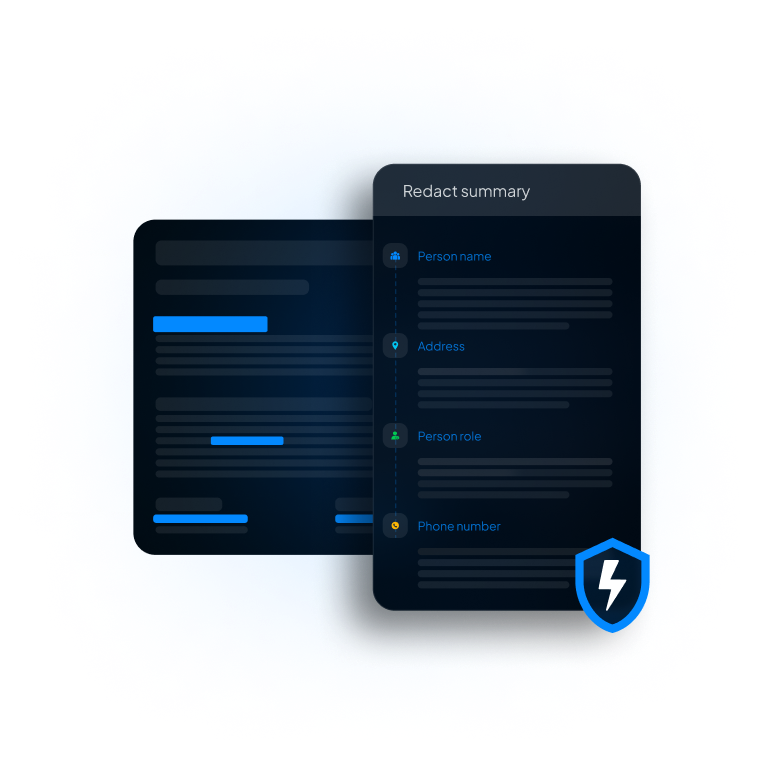 Redact summary
Person name
Address
Person role
Phone number